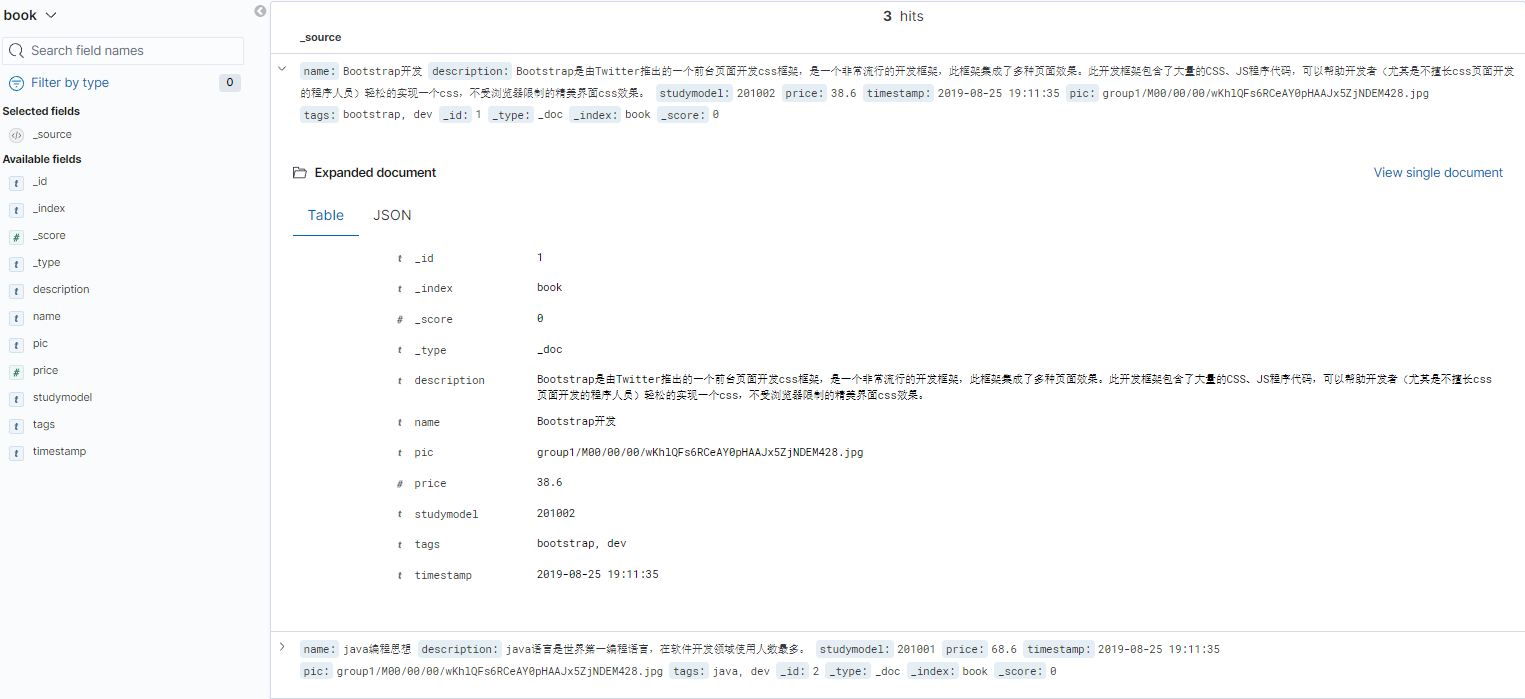 book
Search field names
Filter by type 0
Selected fields
_source
Available fields
_id
_index
_score
_type
description
name
pic
price
studymodel
tags
timestamp
3 hits
_source
name: Bootstrap开发 description: Bootstrap是由Twitter推出的一个前台页面开发css框架，是一个非常流行的开发框架，此框架集成了多种页面效果。此开发框架包含了大量的CSS、JS程序代码，可以帮助开发者（尤其是不擅长css页面开发
的程序人员）轻松的实现一个css，不受浏览器限制的精美界面css效果。 studymodel: 201002 price: 38.6 timestamp: 2019-08-25 19:11:35 pic: group1/M00/00/00/wKhlQFs6RCeAY0pHAAJx5ZjNDEM428.jpg
tags: bootstrap, dev _id: 1 _type: _doc _index: book _score: 0
Expanded document View single document
Table JSON
t _id 1
t _index book
# _score 0
t _type _doc
t description Bootstrap是由Twitter推出的一个前台页面开发css框架，是一个非常流行的开发框架，此框架集成了多种页面效果。此开发框架包含了大量的CSS、JS程序代码，可以帮助开发者（尤其是不擅长css
页面开发的程序人员）轻松的实现一个css，不受浏览器限制的精美界面css效果。
t name Bootstrap开发
t pic group1/M00/00/00/wKhlQFs6RCeAY0pHAAJx5ZjNDEM428.jpg
# price 38.6
t studymodel 201002
t tags bootstrap, dev
t timestamp 2019-08-25 19:11:35
name: java编程思想 description: java语言是世界第一编程语言，在软件开发领域使用人数最多。 studymodel: 201001 price: 68.6 timestamp: 2019-08-25 19:11:35
pic: group1/M00/00/00/wKhlQFs6RCeAY0pHAAJx5ZjNDEM428.jpg tags: java, dev _id: 2 _type: _doc _index: book _score: 0